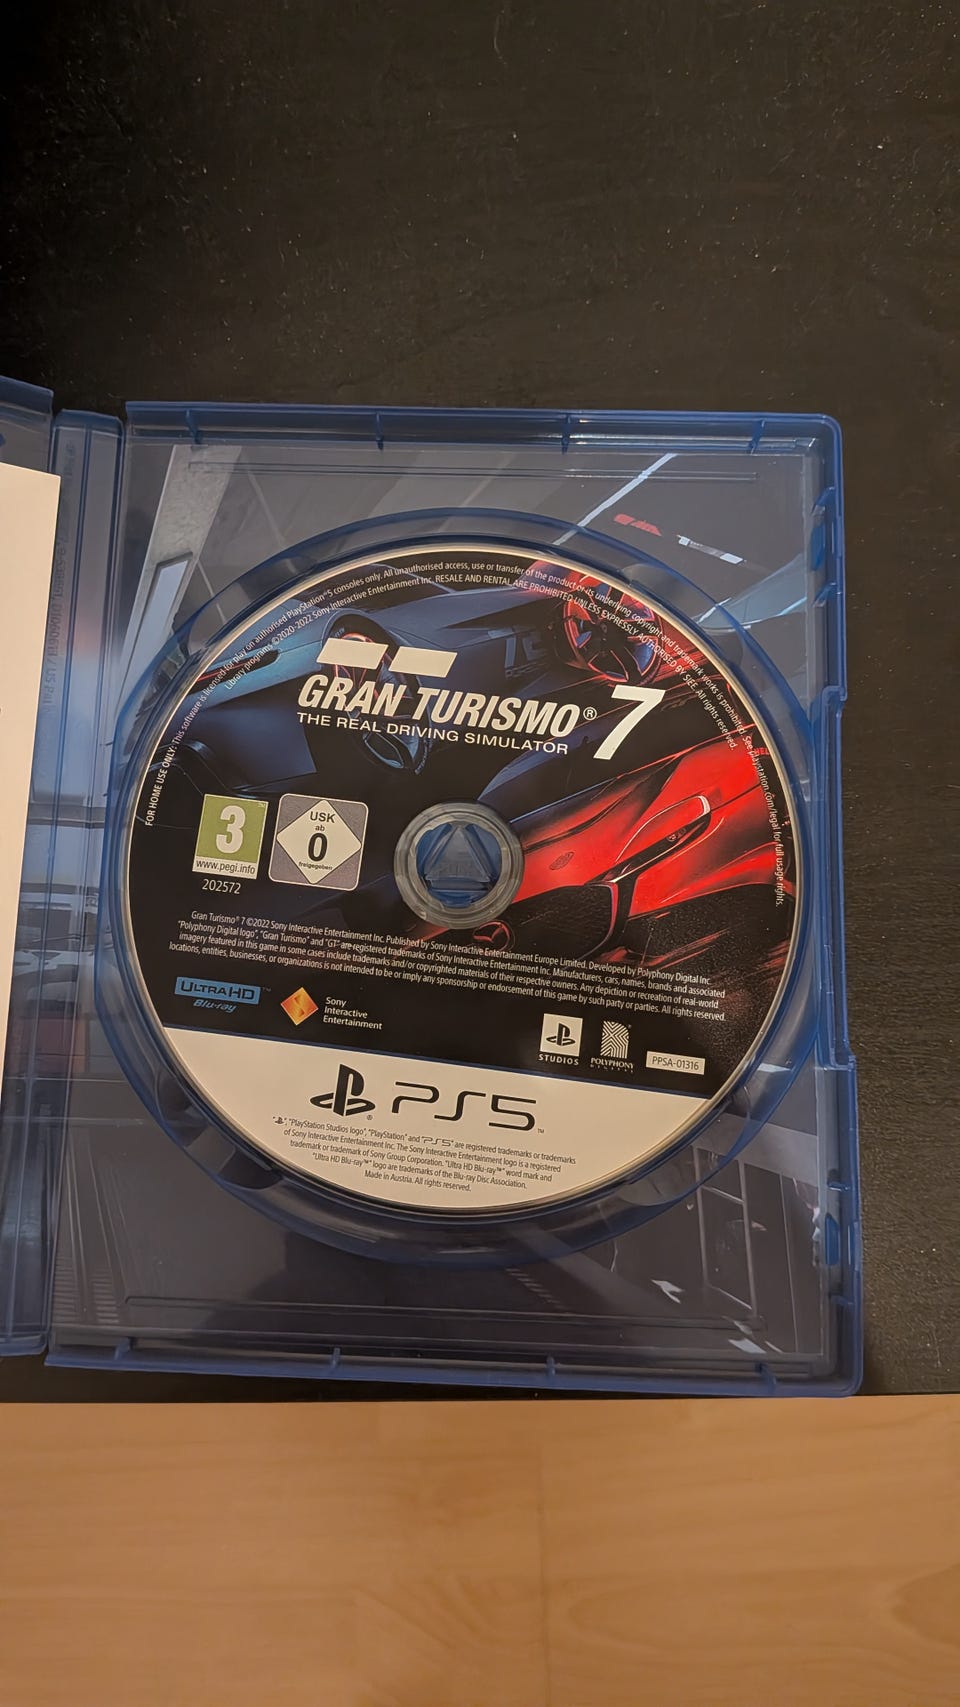 FOR HOME USE ONLY: This software is licensed for play on authorised PlayStation®5 consoles only. All unauthorised access, use or transfer of the product or its underlying copyright and trademark works is prohibited. See playstation.com/legal for full usage rights.
Library programs ©2020-2022 Sony Interactive Entertainment Inc. RESALE AND RENTAL ARE PROHIBITED UNLESS EXPRESSLY AUTHORISED BY SIE. All rights reserved.
GRAN TURISMO® 7
THE REAL DRIVING SIMULATOR
3™
www.pegi.info
202572
USK
ab
0
freigegeben
Gran Turismo® 7 ©2022 Sony Interactive Entertainment Inc. Published by Sony Interactive Entertainment Europe Limited. Developed by Polyphony Digital Inc.
"Polyphony Digital logo", "Gran Turismo" and "GT" are registered trademarks of Sony Interactive Entertainment Inc. Manufacturers, cars, names, brands and associated
imagery featured in this game in some cases include trademarks and/or copyrighted materials of their respective owners. Any depiction or recreation of real-world
locations, entities, businesses, or organizations is not intended to be or imply any sponsorship or endorsement of this game by such party or parties. All rights reserved.
ULTRA HD™
Blu-ray
Sony
Interactive
Entertainment
STUDIOS
POLYPHONY
DIGITAL
PPSA-01316
PS5™
"PlayStation Studios logo", "PlayStation" and "PS5" are registered trademarks or trademarks
of Sony Interactive Entertainment Inc. The Sony Interactive Entertainment logo is a registered
trademark or trademark of Sony Group Corporation. "Ultra HD Blu-ray™" word mark and
"Ultra HD Blu-ray™" logo are trademarks of the Blu-ray Disc Association.
Made in Austria. All rights reserved.